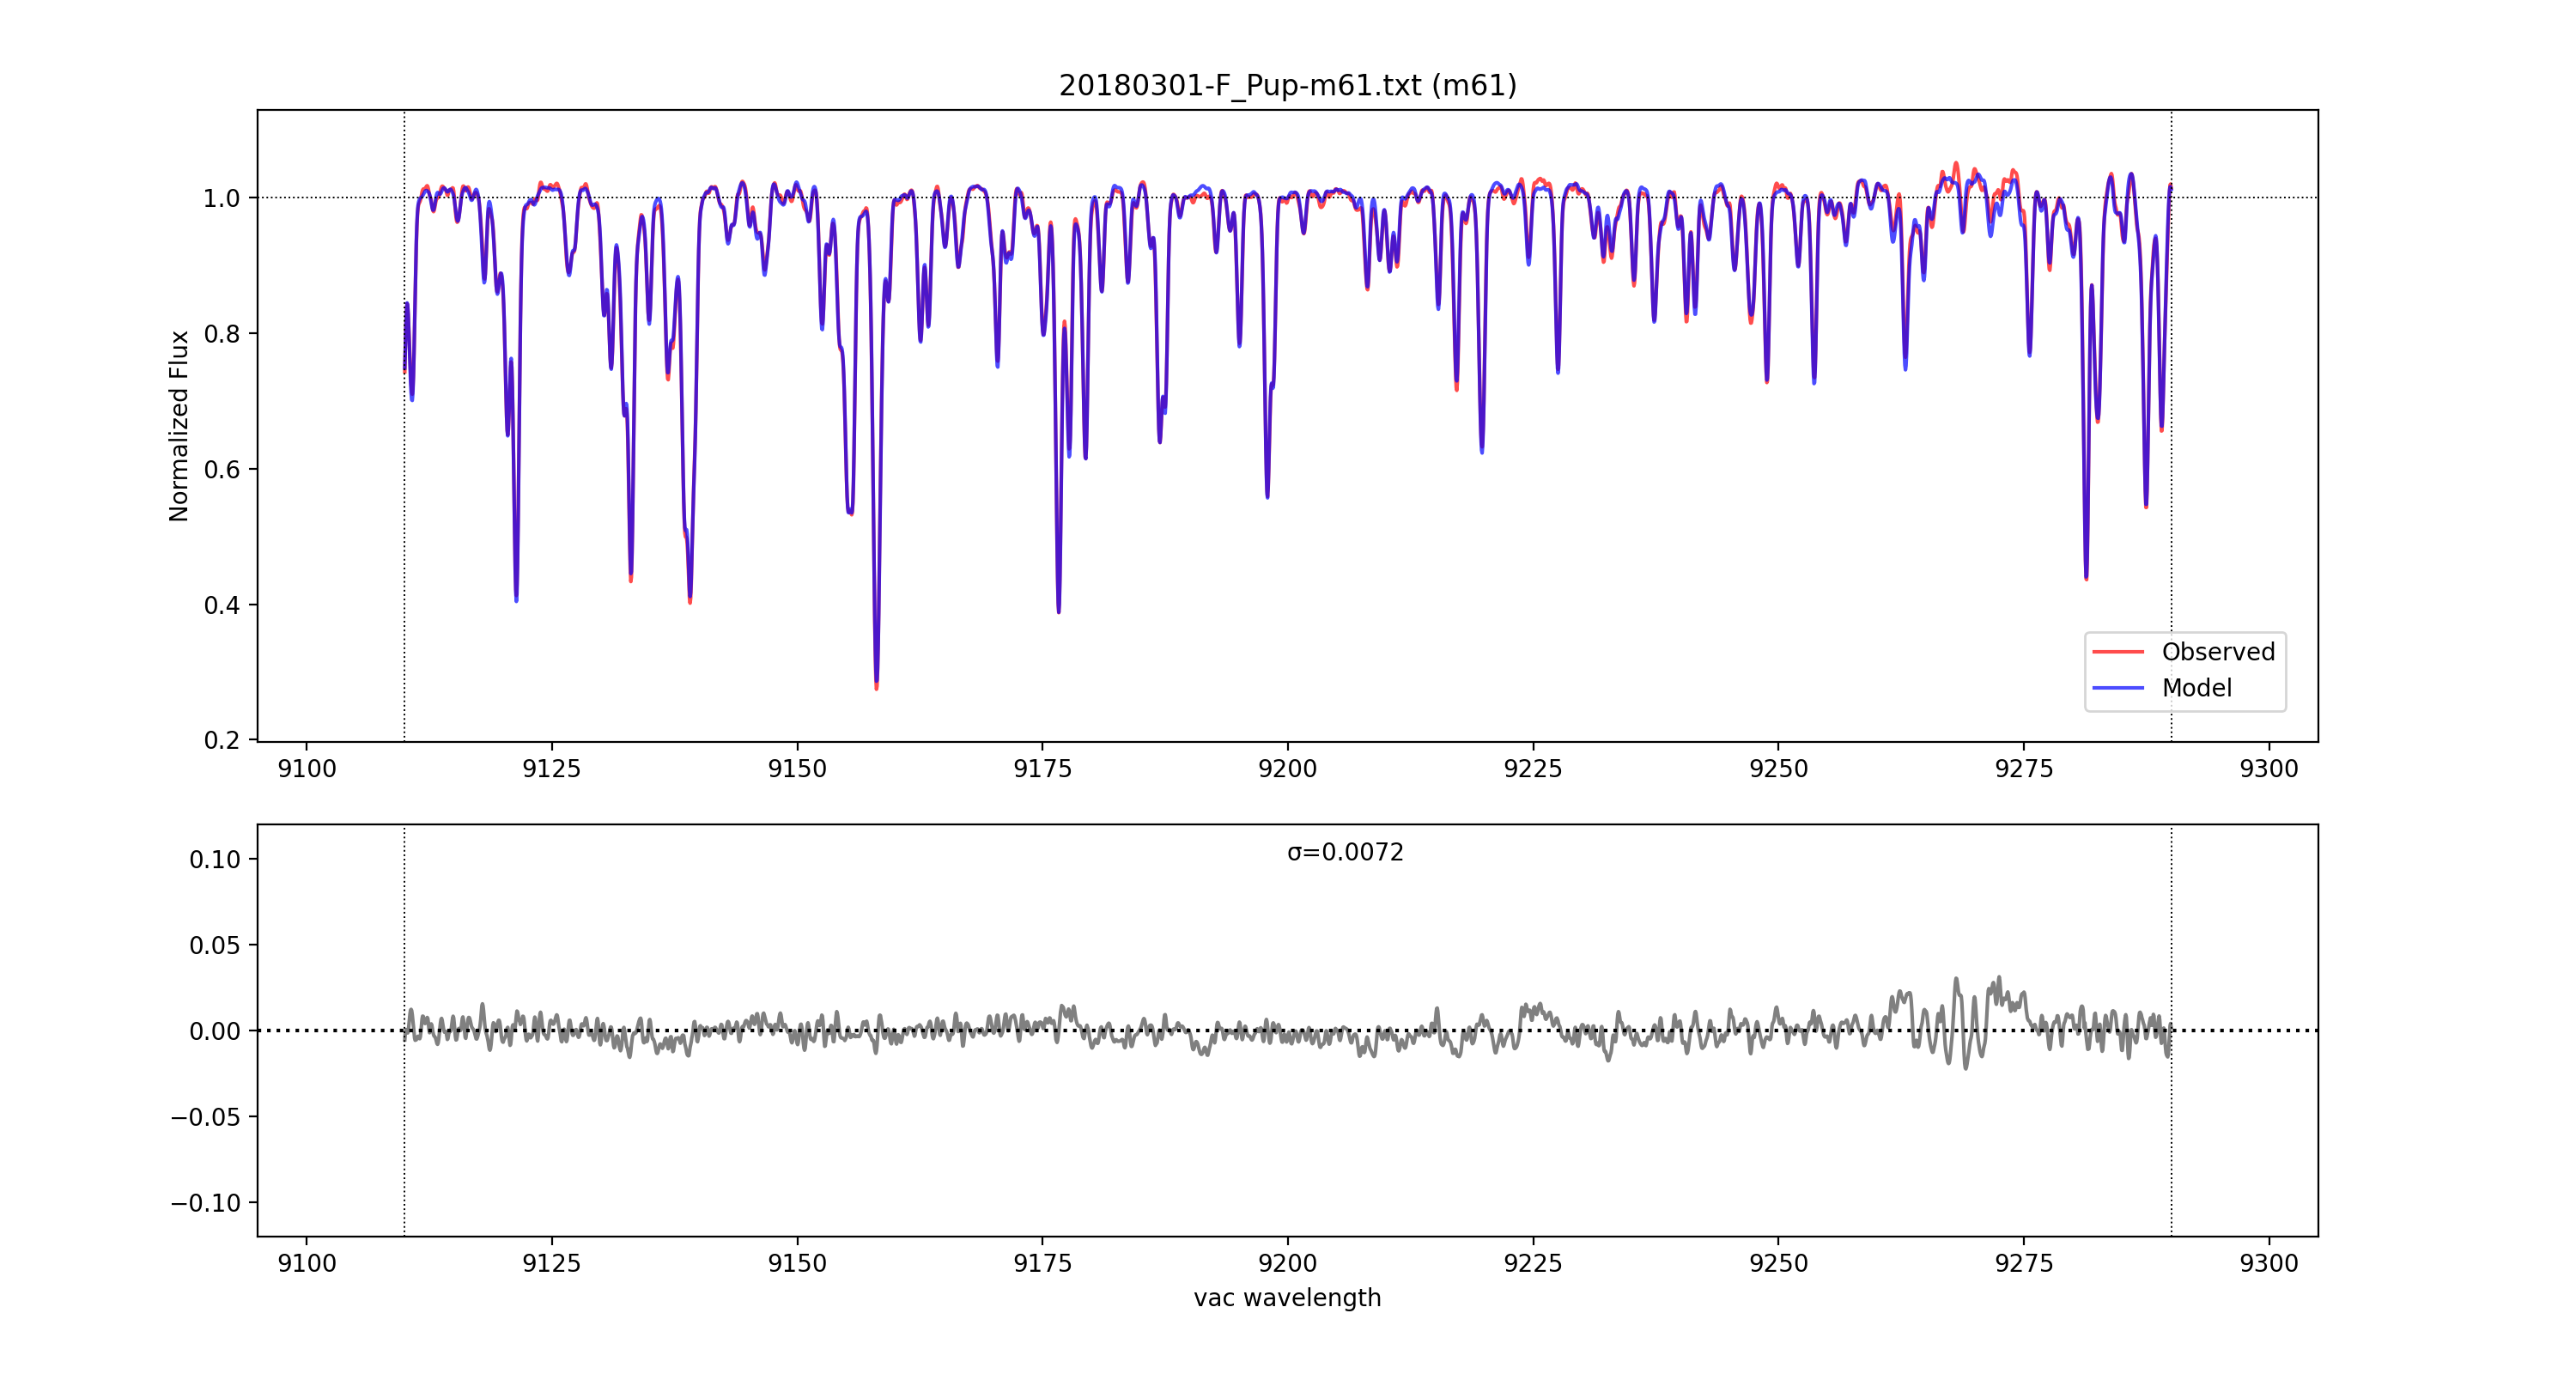 20180301-F_Pup-m61.txt (m61)
Normalized Flux
1.0
0.8
0.6
0.4
0.2
Observed
Model
9100 9125 9150 9175 9200 9225 9250 9275 9300
σ=0.0072
0.10
0.05
0.00
−0.05
−0.10
9100 9125 9150 9175 9200 9225 9250 9275 9300
vac wavelength